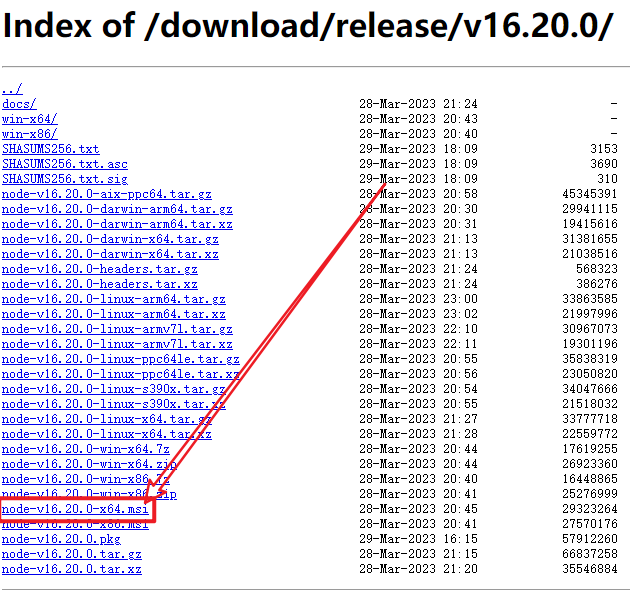 Index of /download/release/v16.20.0/
../
docs/ 28-Mar-2023 21:24 -
win-x64/ 28-Mar-2023 20:43 -
win-x86/ 28-Mar-2023 20:40 -
SHASUMS256.txt 29-Mar-2023 18:09 3153
SHASUMS256.txt.asc 29-Mar-2023 18:09 3690
SHASUMS256.txt.sig 29-Mar-2023 18:09 310
node-v16.20.0-aix-ppc64.tar.gz 28-Mar-2023 20:58 45345391
node-v16.20.0-darwin-arm64.tar.gz 28-Mar-2023 20:30 29941115
node-v16.20.0-darwin-arm64.tar.xz 28-Mar-2023 20:31 19415616
node-v16.20.0-darwin-x64.tar.gz 28-Mar-2023 21:13 31381655
node-v16.20.0-darwin-x64.tar.xz 28-Mar-2023 21:13 21038516
node-v16.20.0-headers.tar.gz 28-Mar-2023 21:24 568323
node-v16.20.0-headers.tar.xz 28-Mar-2023 21:24 386276
node-v16.20.0-linux-arm64.tar.gz 28-Mar-2023 23:00 33863585
node-v16.20.0-linux-arm64.tar.xz 28-Mar-2023 23:02 21997996
node-v16.20.0-linux-armv7l.tar.gz 28-Mar-2023 22:10 30967073
node-v16.20.0-linux-armv7l.tar.xz 28-Mar-2023 22:11 19301196
node-v16.20.0-linux-ppc64le.tar.gz 28-Mar-2023 20:55 35838319
node-v16.20.0-linux-ppc64le.tar.xz 28-Mar-2023 20:56 23050820
node-v16.20.0-linux-s390x.tar.gz 28-Mar-2023 20:54 34047666
node-v16.20.0-linux-s390x.tar.xz 28-Mar-2023 20:55 21518032
node-v16.20.0-linux-x64.tar.gz 28-Mar-2023 21:27 33777718
node-v16.20.0-linux-x64.tar.xz 28-Mar-2023 21:28 22559772
node-v16.20.0-win-x64.7z 28-Mar-2023 20:44 17619255
node-v16.20.0-win-x64.zip 28-Mar-2023 20:44 26923360
node-v16.20.0-win-x86.7z 28-Mar-2023 20:40 16448865
node-v16.20.0-win-x86.zip 28-Mar-2023 20:41 25276999
node-v16.20.0-x64.msi 28-Mar-2023 20:45 29323264
node-v16.20.0-x86.msi 28-Mar-2023 20:41 27570176
node-v16.20.0.pkg 29-Mar-2023 16:15 57912260
node-v16.20.0.tar.gz 28-Mar-2023 21:15 66837258
node-v16.20.0.tar.xz 28-Mar-2023 21:20 35546884